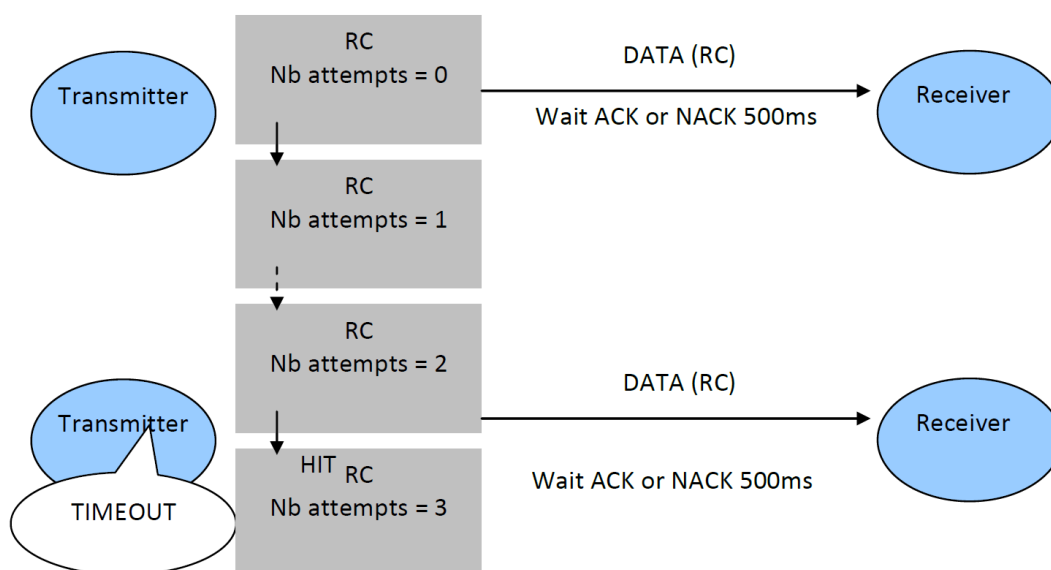 RC
Nb attempts = 0
Transmitter
DATA (RC)
Wait ACK or NACK 500ms
Receiver
RC
Nb attempts = 1
RC
Nb attempts = 2
DATA (RC)
Transmitter
Receiver
HIT
RC
Wait ACK or NACK 500ms
Nb attempts = 3
TIMEOUT